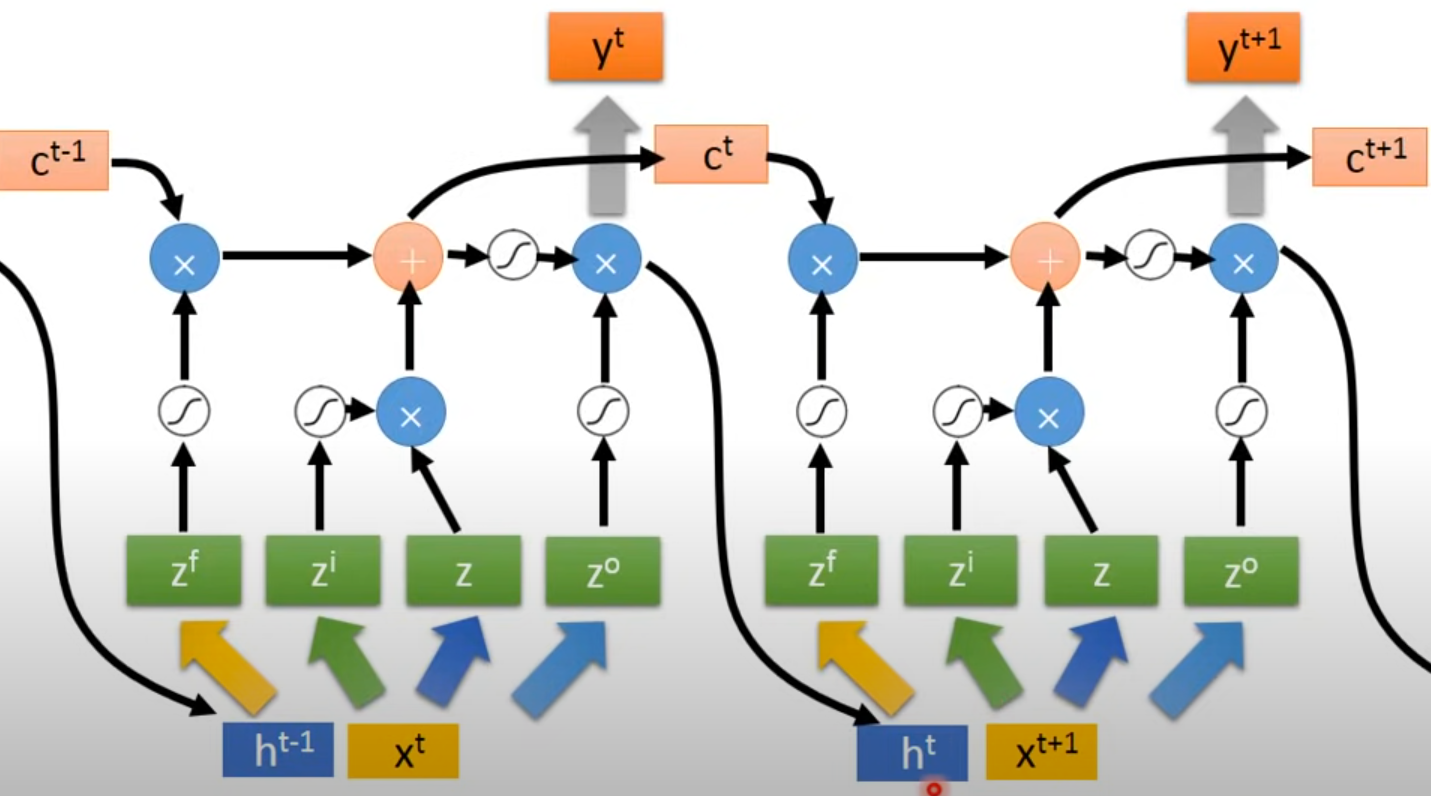 y^t y^{t+1}
c^{t-1} c^t c^{t+1}
× + × × + ×
× ×
z^f z^i z z^o z^f z^i z z^o
h^{t-1} x^t h^t x^{t+1}